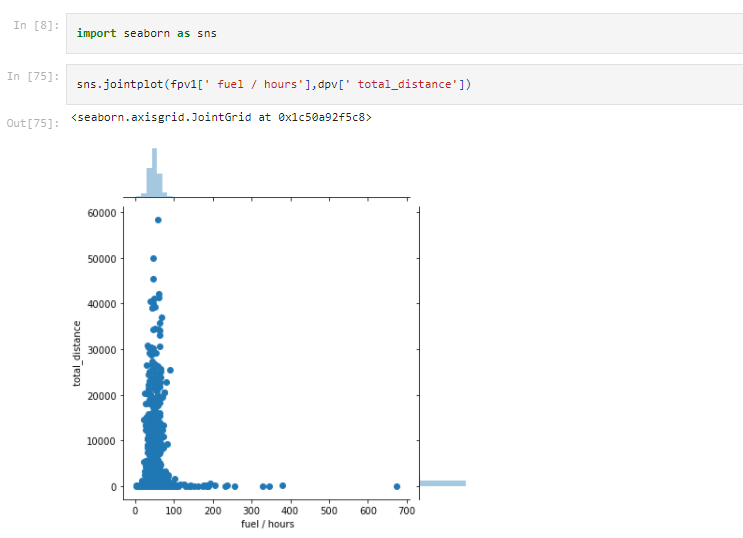 In [8]:
import seaborn as sns
In [75]:
sns.jointplot(fpv1[' fuel / hours'],dpv[' total_distance'])
Out[75]:
<seaborn.axisgrid.JointGrid at 0x1c50a92f5c8>
60000
50000
40000
30000
20000
10000
0
total_distance
0 100 200 300 400 500 600 700
fuel / hours